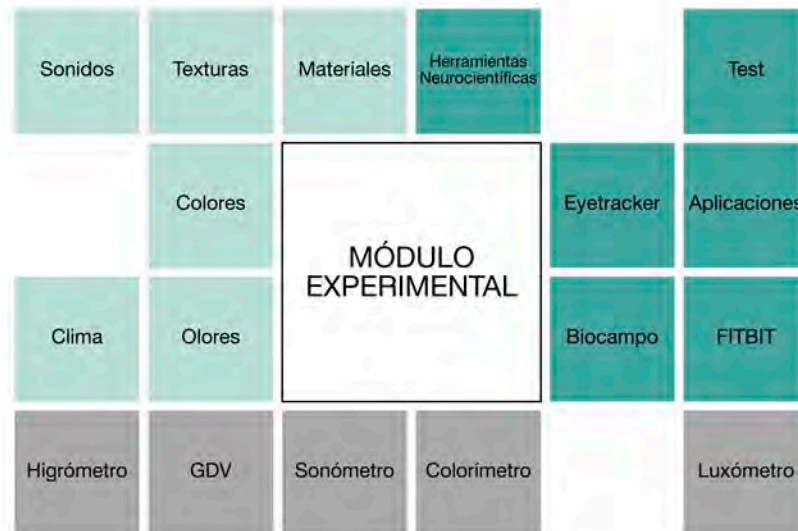 Sonidos
Texturas
Materiales
Herramientas
Neurocientíficas
Test
Colores
Eyetracker
Aplicaciones
MÓDULO
EXPERIMENTAL
Clima
Olores
Biocampo
FITBIT
Higrómetro
GDV
Sonómetro
Colorímetro
Luxómetro